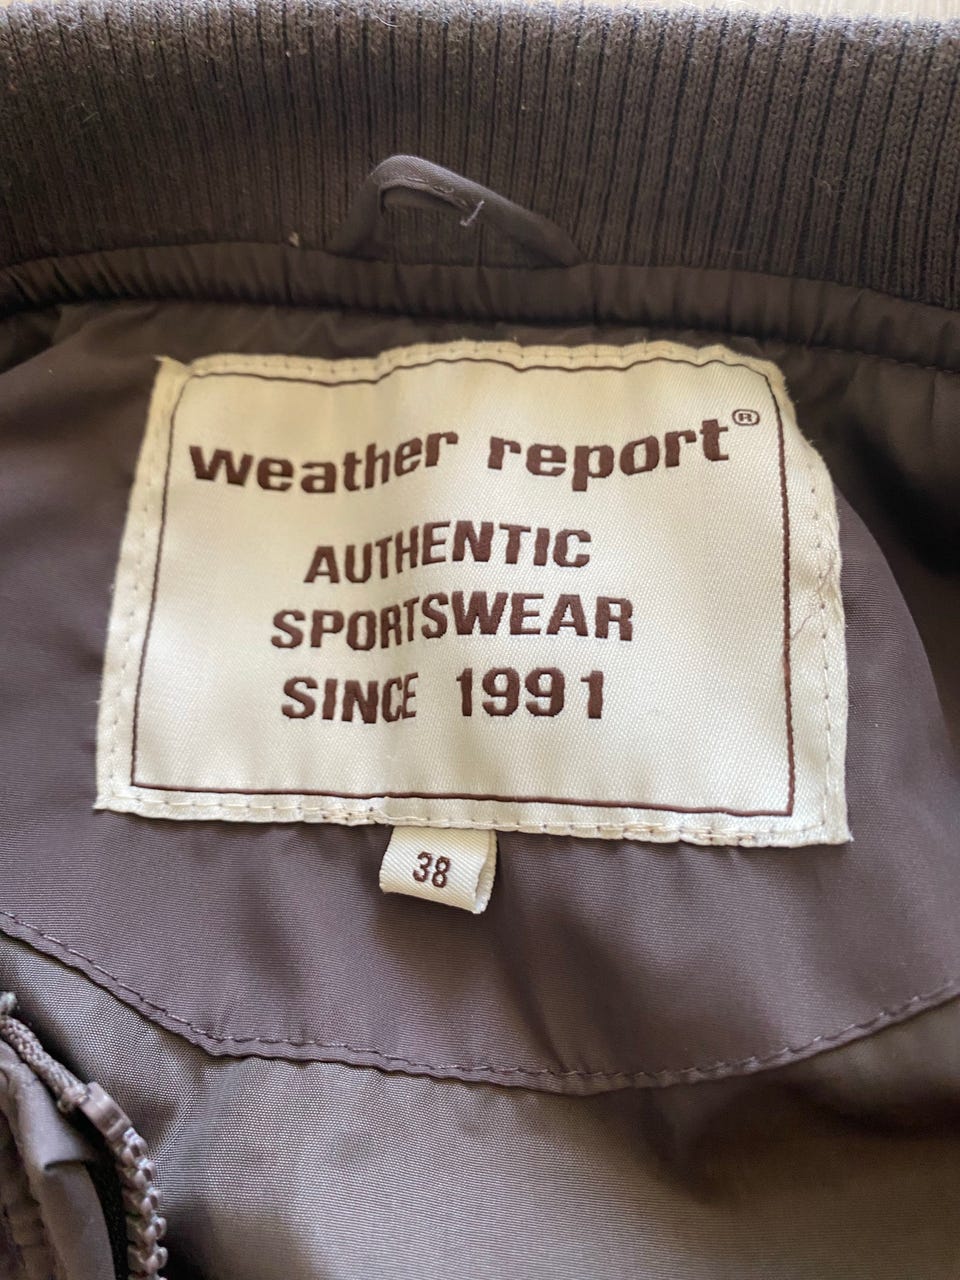 weather report®
AUTHENTIC
SPORTSWEAR
SINCE 1991
38